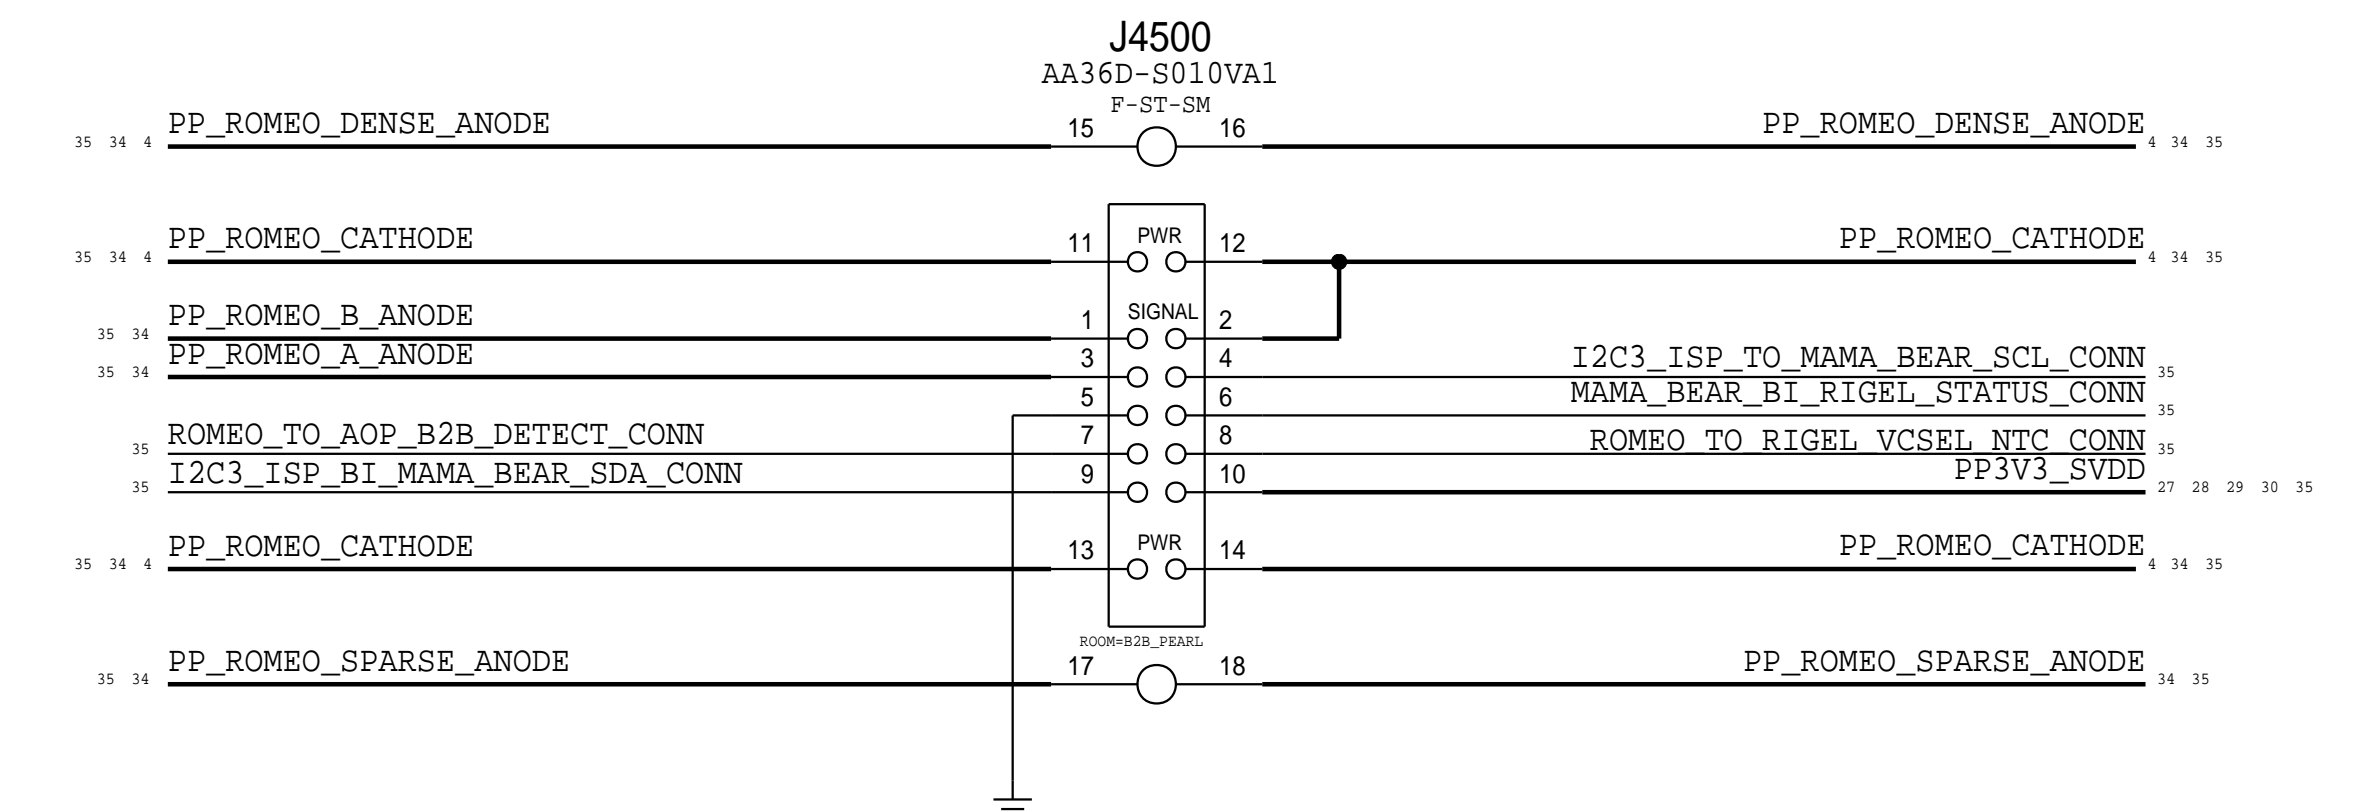 J4500
AA36D-S010VA1
F-ST-SM
35 34 4 PP_ROMEO_DENSE_ANODE 15 16 PP_ROMEO_DENSE_ANODE 4 34 35
35 34 4 PP_ROMEO_CATHODE 11 PWR 12 PP_ROMEO_CATHODE 4 34 35
35 34 PP_ROMEO_B_ANODE 1 SIGNAL 2
35 34 PP_ROMEO_A_ANODE 3 4 I2C3_ISP_TO_MAMA_BEAR_SCL_CONN 35
5 6 MAMA_BEAR_BI_RIGEL_STATUS_CONN 35
35 ROMEO_TO_AOP_B2B_DETECT_CONN 7 8 ROMEO_TO_RIGEL_VCSEL_NTC_CONN 35
35 I2C3_ISP_BI_MAMA_BEAR_SDA_CONN 9 10 PP3V3_SVDD 27 28 29 30 35
35 34 4 PP_ROMEO_CATHODE 13 PWR 14 PP_ROMEO_CATHODE 4 34 35
ROOM=B2B_PEARL
35 34 PP_ROMEO_SPARSE_ANODE 17 18 PP_ROMEO_SPARSE_ANODE 34 35